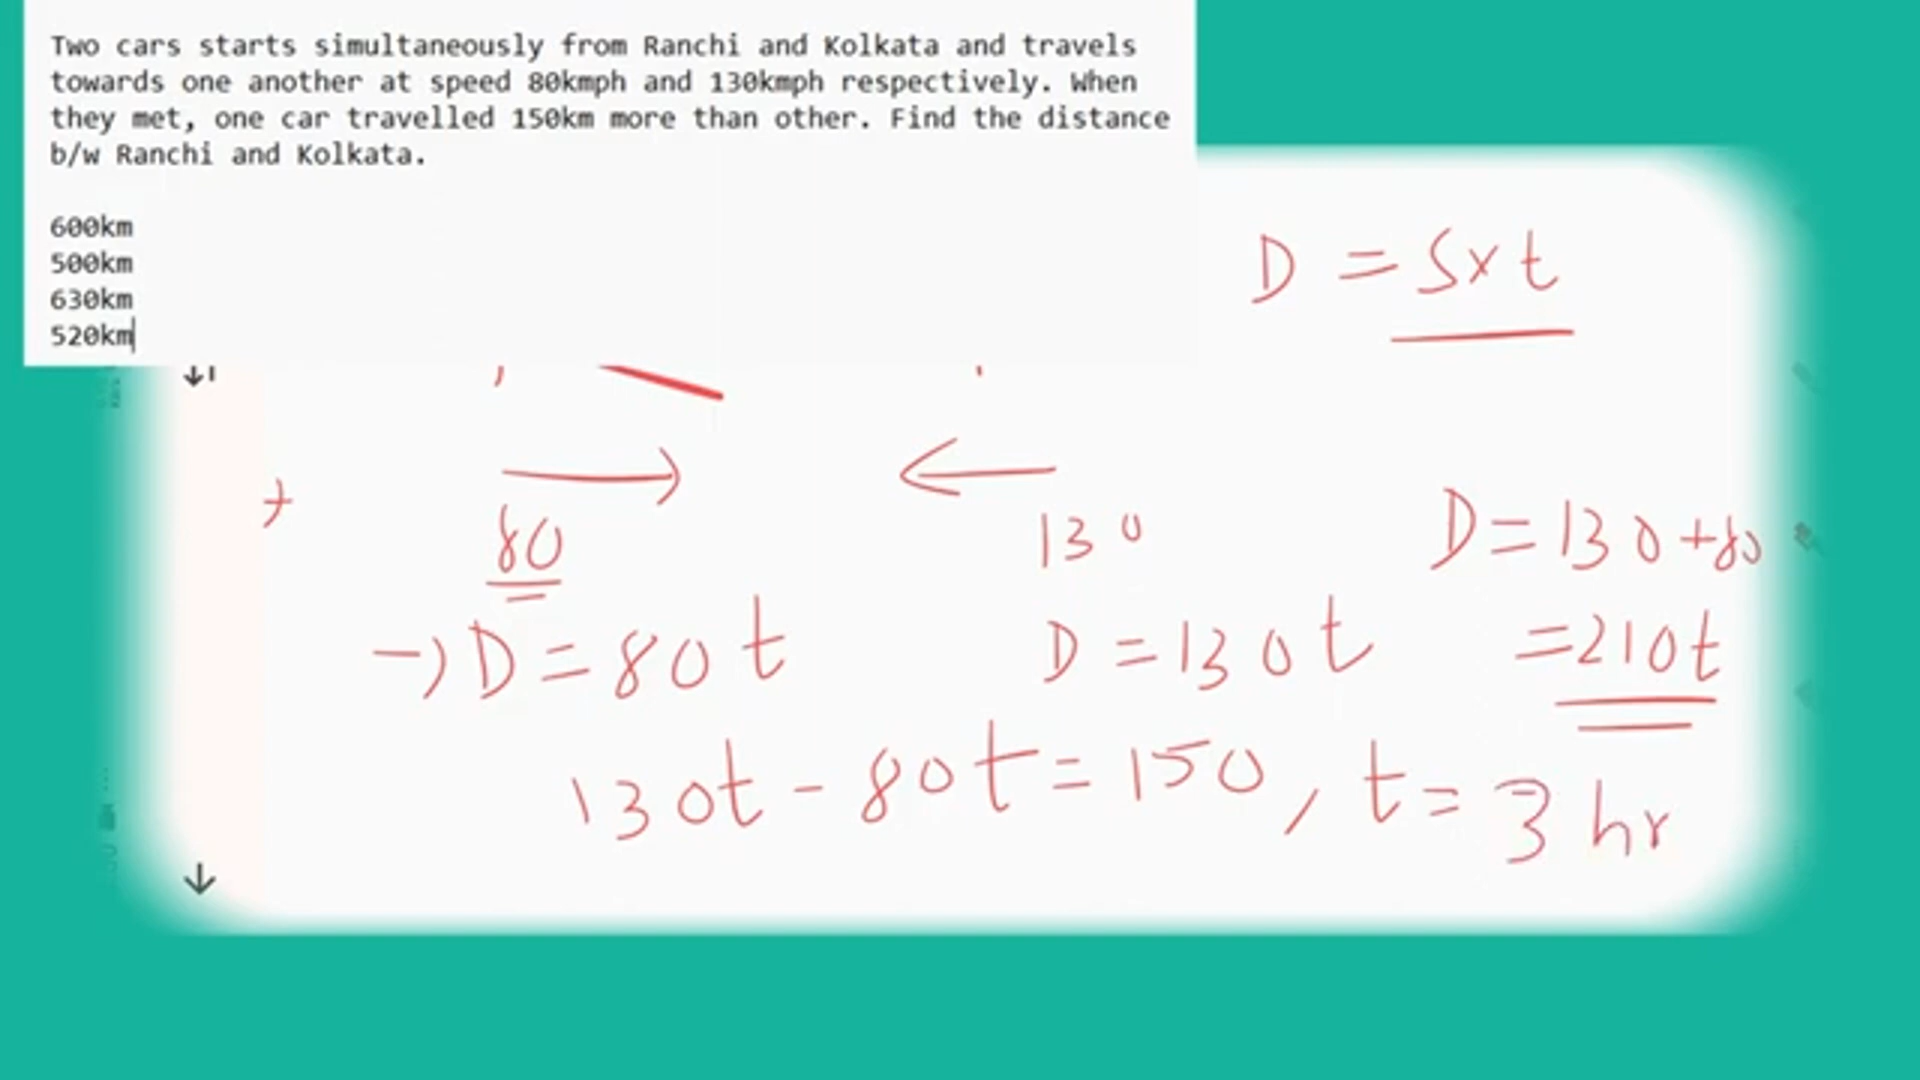 Two cars starts simultaneously from Ranchi and Kolkata and travels
towards one another at speed 80kmph and 130kmph respectively. When
they met, one car travelled 150km more than other. Find the distance
b/w Ranchi and Kolkata.
600km
500km
630km
520km
D = S x t
80
130
D = 130 + 80
→ D = 80t
D = 130t
= 210t
130t - 80t = 150, t = 3 hr